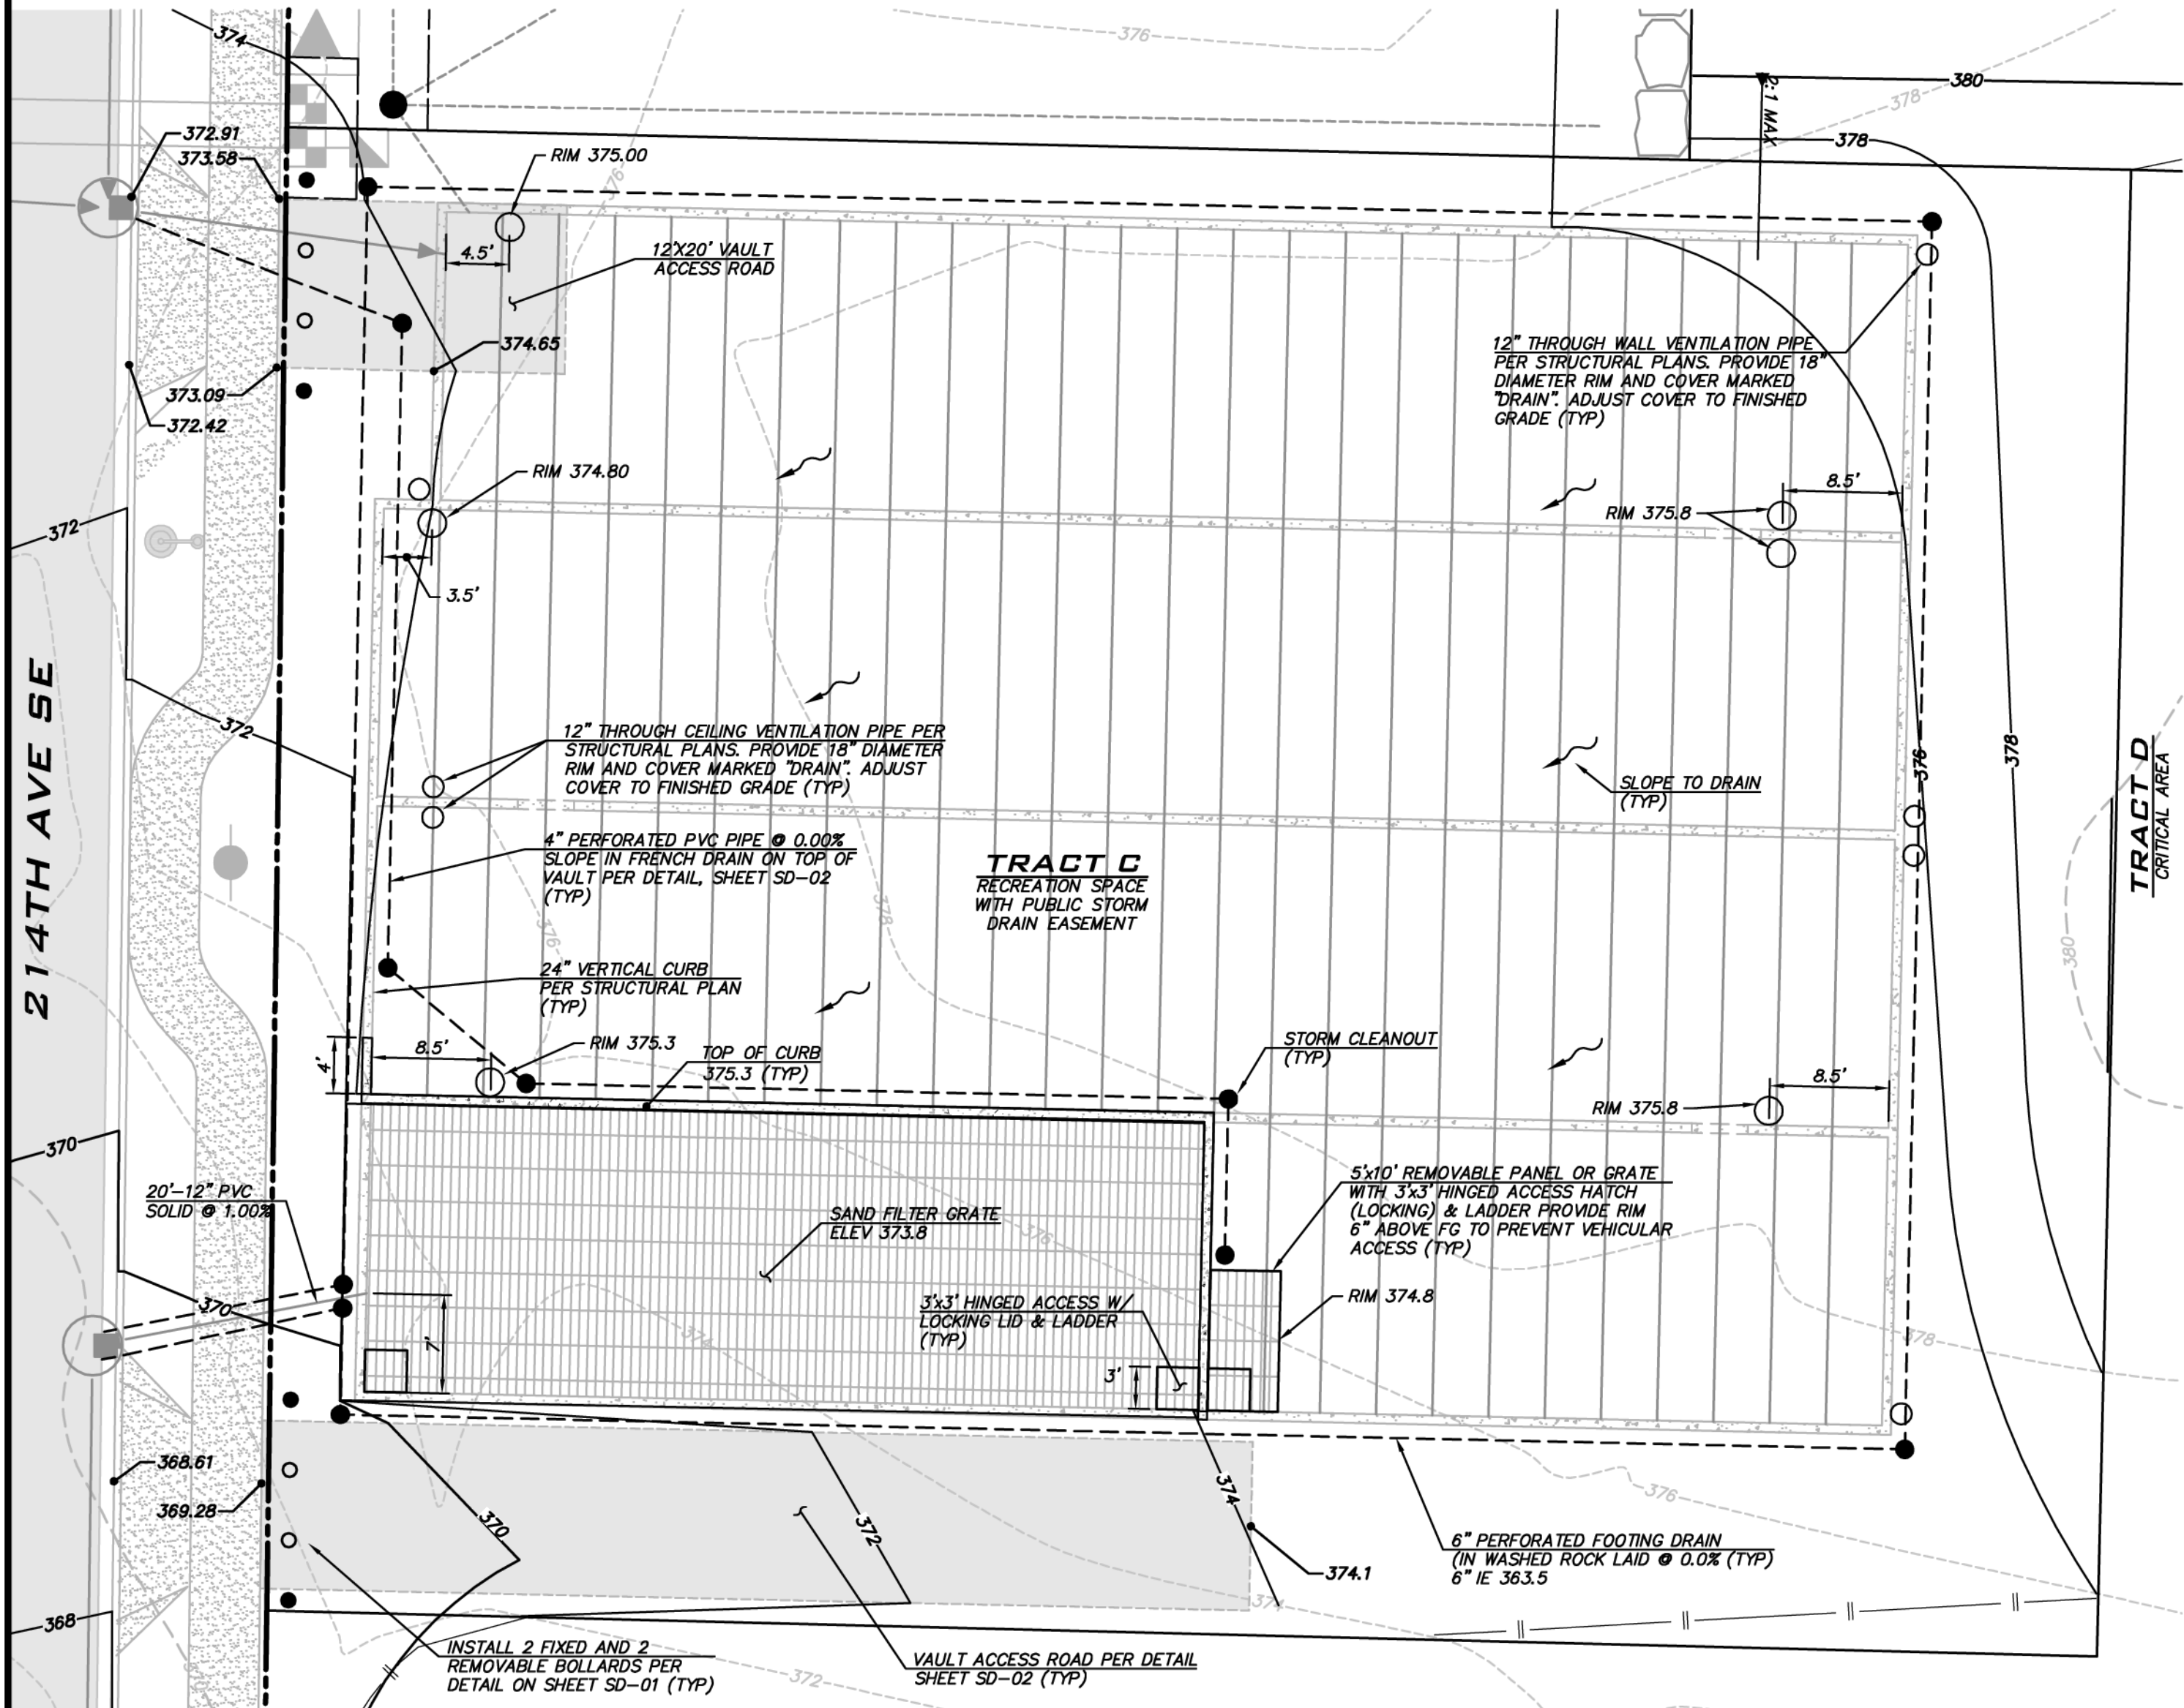 374
376
380
378
2:1 MAX
378
372.91
373.58
RIM 375.00
376
4.5'
12'X20' VAULT
ACCESS ROAD
374.65
373.09
372.42
12" THROUGH WALL VENTILATION PIPE
PER STRUCTURAL PLANS. PROVIDE 18"
DIAMETER RIM AND COVER MARKED
"DRAIN". ADJUST COVER TO FINISHED
GRADE (TYP)
RIM 374.80
8.5'
RIM 375.8
372
3.5'
214TH AVE SE
372
12" THROUGH CEILING VENTILATION PIPE PER
STRUCTURAL PLANS. PROVIDE 18" DIAMETER
RIM AND COVER MARKED "DRAIN". ADJUST
COVER TO FINISHED GRADE (TYP)
SLOPE TO DRAIN
(TYP)
376
378
TRACT D
CRITICAL AREA
4" PERFORATED PVC PIPE @ 0.00%
SLOPE IN FRENCH DRAIN ON TOP OF
VAULT PER DETAIL, SHEET SD-02
(TYP)
TRACT C
RECREATION SPACE
WITH PUBLIC STORM
DRAIN EASEMENT
378
376
380
24" VERTICAL CURB
PER STRUCTURAL PLAN
(TYP)
4'
8.5'
RIM 375.3
TOP OF CURB
375.3 (TYP)
STORM CLEANOUT
(TYP)
8.5'
RIM 375.8
370
20'-12" PVC
SOLID @ 1.00%
SAND FILTER GRATE
ELEV 373.8
376
5'x10' REMOVABLE PANEL OR GRATE
WITH 3'x3' HINGED ACCESS HATCH
(LOCKING) & LADDER PROVIDE RIM
6" ABOVE FG TO PREVENT VEHICULAR
ACCESS (TYP)
370
7'
374
3'x3' HINGED ACCESS W/
LOCKING LID & LADDER
(TYP)
3'
RIM 374.8
378
368.61
369.28
370
372
374
374.1
376
6" PERFORATED FOOTING DRAIN
(IN WASHED ROCK LAID @ 0.0% (TYP)
6" IE 363.5
374
368
INSTALL 2 FIXED AND 2
REMOVABLE BOLLARDS PER
DETAIL ON SHEET SD-01 (TYP)
372
VAULT ACCESS ROAD PER DETAIL
SHEET SD-02 (TYP)